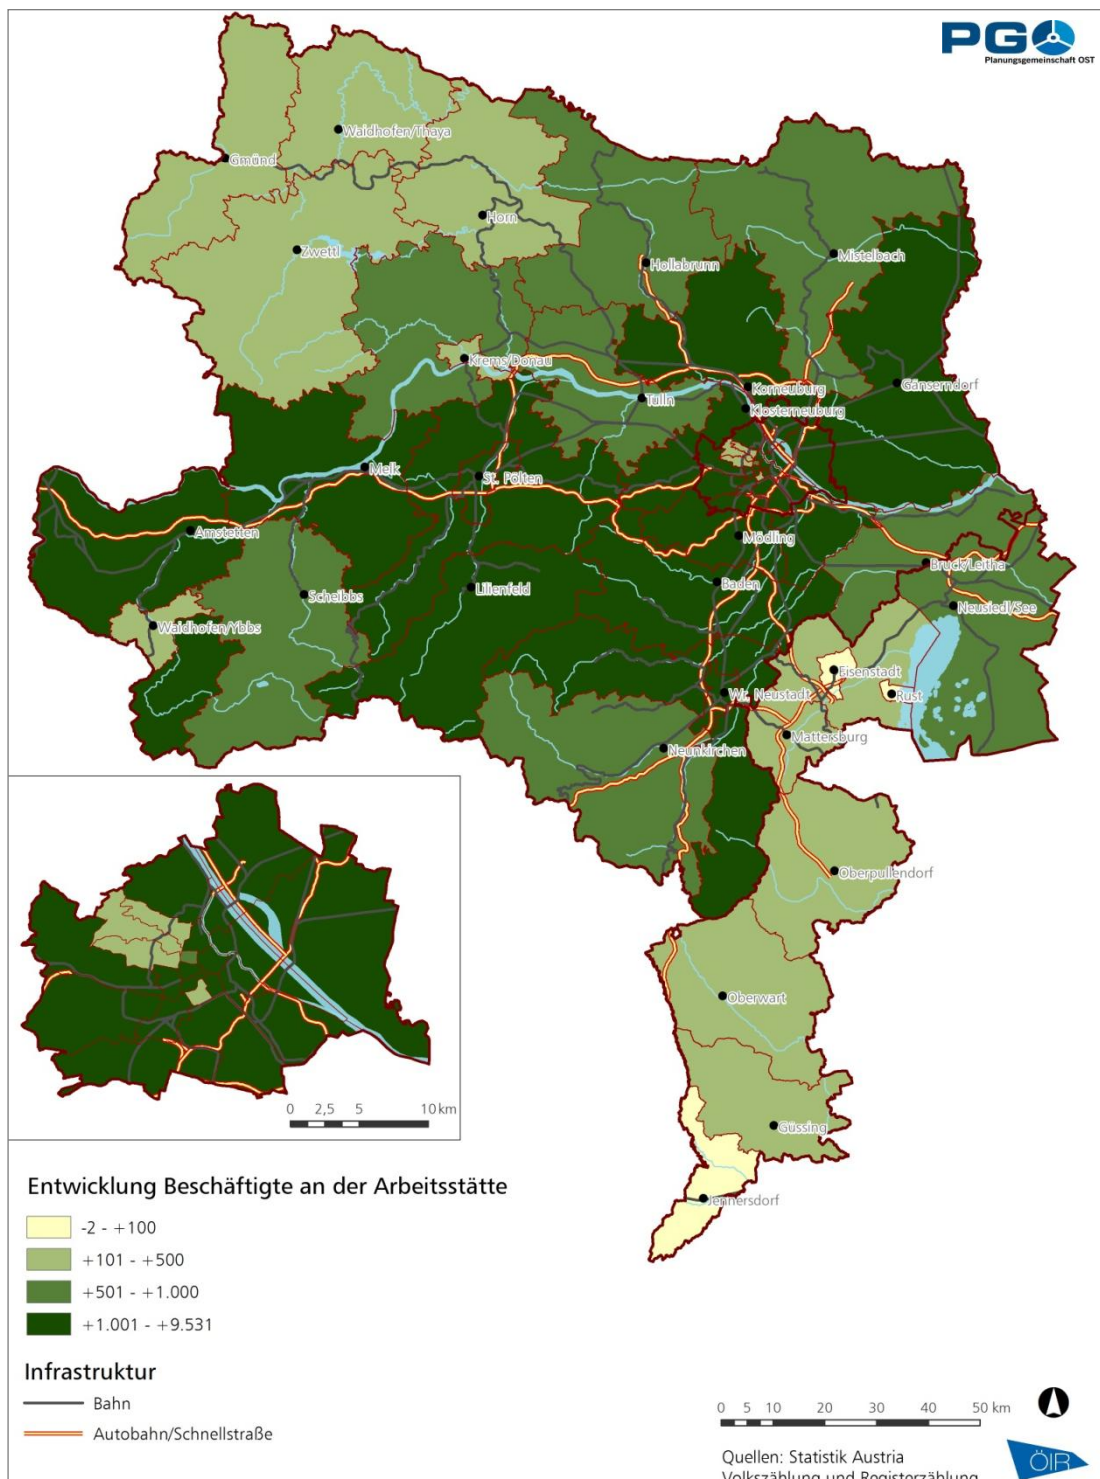 PGO
Planungsgemeinschaft OST
Waidhofen/Thaya
Gmünd
Horn
Zwettl
Hollabrunn
Mistelbach
Krems/Donau
Gänserndorf
Korneuburg
Tulln
Klosterneuburg
Melk
St. Pölten
Amstetten
Mödling
Bruck/Leitha
Baden
Lilienfeld
Scheibbs
Neusiedl/See
Waidhofen/Ybbs
Eisenstadt
Rust
Wr. Neustadt
Mattersburg
Neunkirchen
Oberpullendorf
Oberwart
Güssing
Jennersdorf
0 2,5 5 10 km
Entwicklung Beschäftigte an der Arbeitsstätte
-2 - +100
+101 - +500
+501 - +1.000
+1.001 - +9.531
Infrastruktur
Bahn
Autobahn/Schnellstraße
0 5 10 20 30 40 50 km
Quellen: Statistik Austria
Volkszählung und Registerzählung
ÖIR